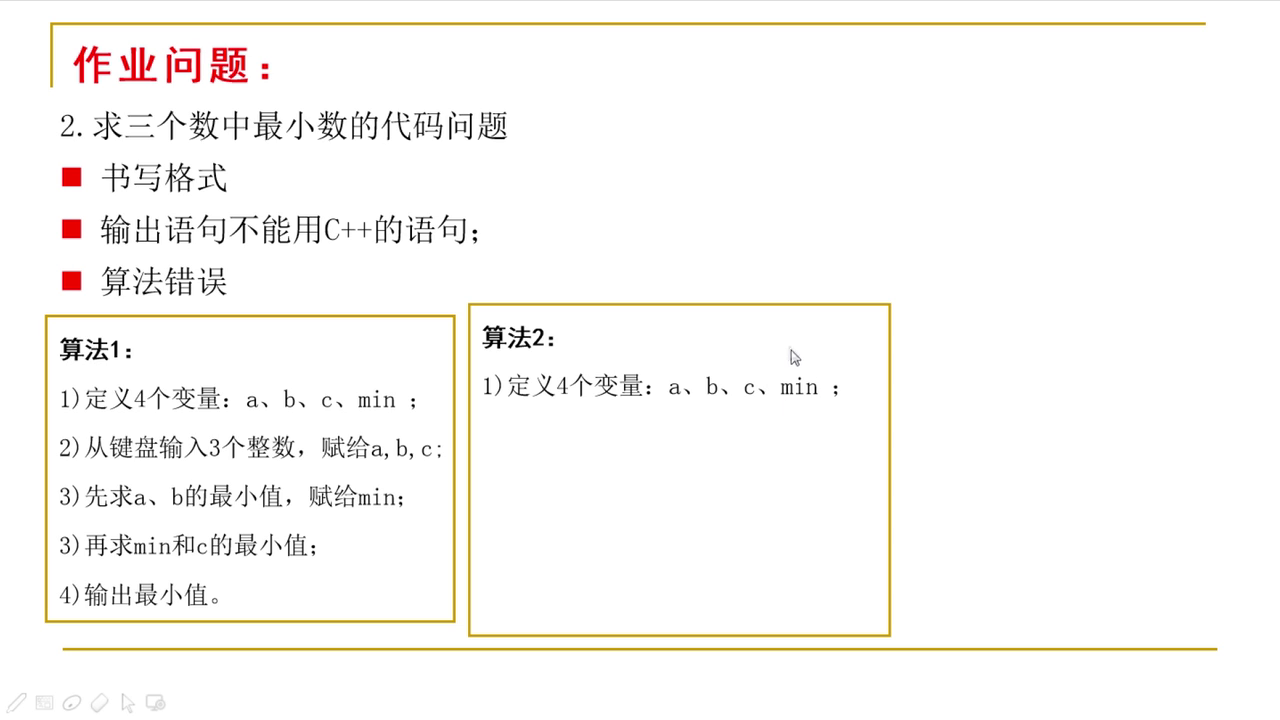 作业问题：
2.求三个数中最小数的代码问题
书写格式
输出语句不能用C++的语句；
算法错误
算法1：
1)定义4个变量：a、b、c、min ；
2)从键盘输入3个整数，赋给a,b,c;
3)先求a、b的最小值，赋给min；
3)再求min和c的最小值；
4)输出最小值。
算法2：
1)定义4个变量：a、b、c、min ；